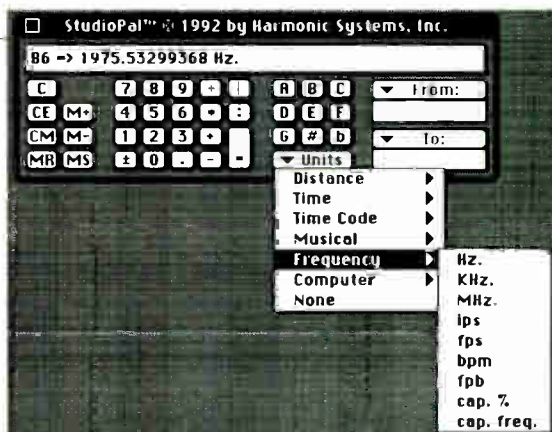 StudioPal™ © 1992 by Harmonic Systems, Inc.
B6 => 1975.53299368 Hz.
C 7 8 9 ÷ A B C ▼ From:
CE M+ 4 5 6 D E F
CM M- 1 2 3 + G # b ▼ To:
MR MS ± 0 . - = ▼ Units
Distance
Time
Time Code
Musical
Frequency
Computer
None
Hz.
KHz.
MHz.
ips
fps
bpm
fpb
cap. %
cap. freq.